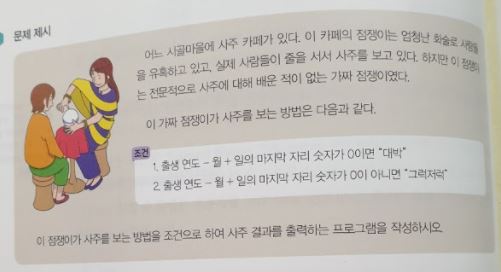 문제 제시
어느 시골마을에 사주 카페가 있다. 이 카페의 점쟁이는 엄청난 화술로 사람들
을 유혹하고 있고, 실제 사람들이 줄을 서서 사주를 보고 있다. 하지만 이 점쟁이
는 전문적으로 사주에 대해 배운 적이 없는 가짜 점쟁이였다.
이 가짜 점쟁이가 사주를 보는 방법은 다음과 같다.
조건
1. 출생 연도 - 월 + 일의 마지막 자리 숫자가 0이면 "대박"
2. 출생 연도 - 월 + 일의 마지막 자리 숫자가 0이 아니면 "그럭저럭"
이 점쟁이가 사주를 보는 방법을 조건으로 하여 사주 결과를 출력하는 프로그램을 작성하시오.